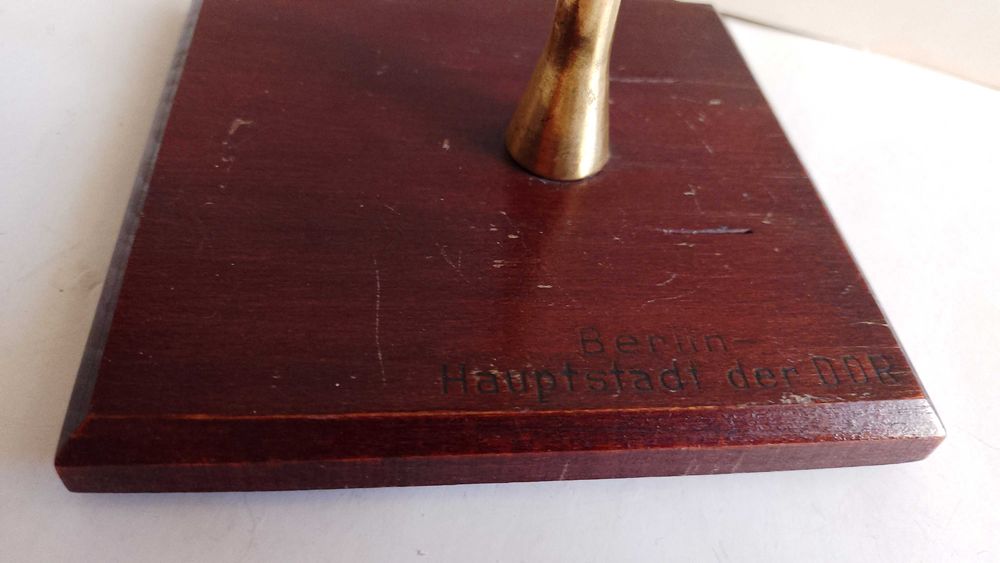 Berlin-
Hauptstadt der DDR